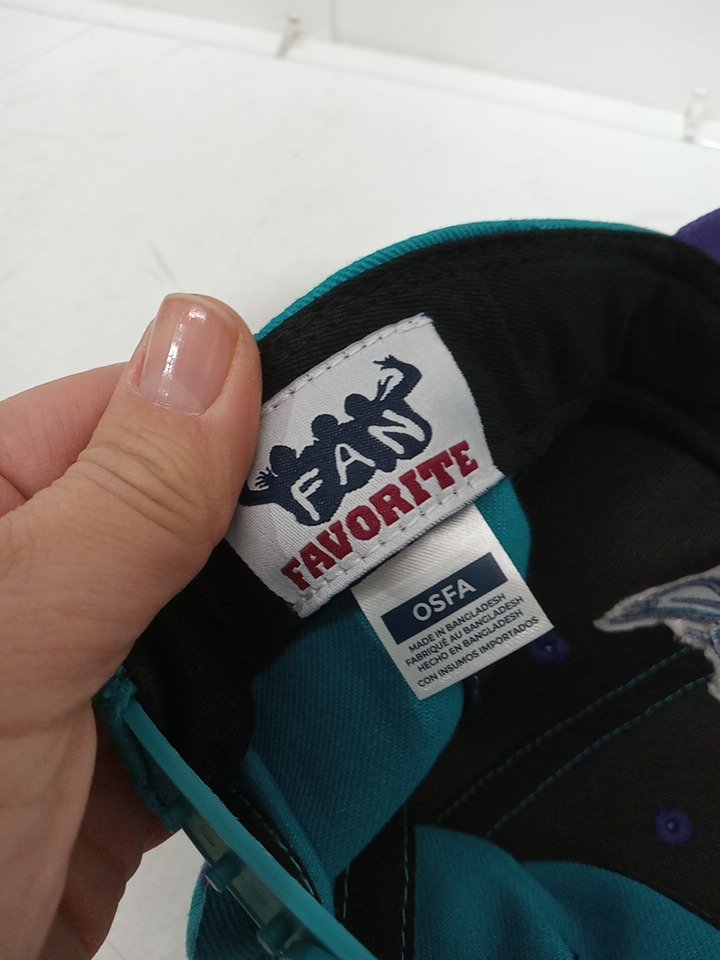 FAN
FAVORITE
OSFA
MADE IN BANGLADESH
FABRIQUÉ AU BANGLADESH
HECHO EN BANGLADESH
CON INSUMOS IMPORTADOS